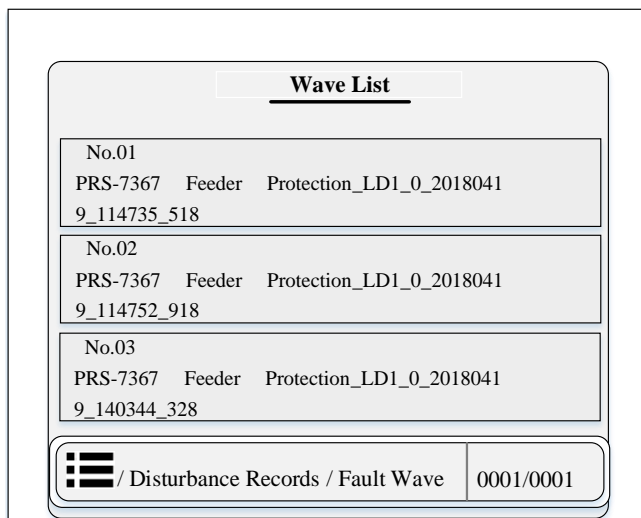 Wave List
No.01
PRS-7367 Feeder Protection_LD1_0_2018041
9_114735_518
No.02
PRS-7367 Feeder Protection_LD1_0_2018041
9_114752_918
No.03
PRS-7367 Feeder Protection_LD1_0_2018041
9_140344_328
/ Disturbance Records / Fault Wave 0001/0001